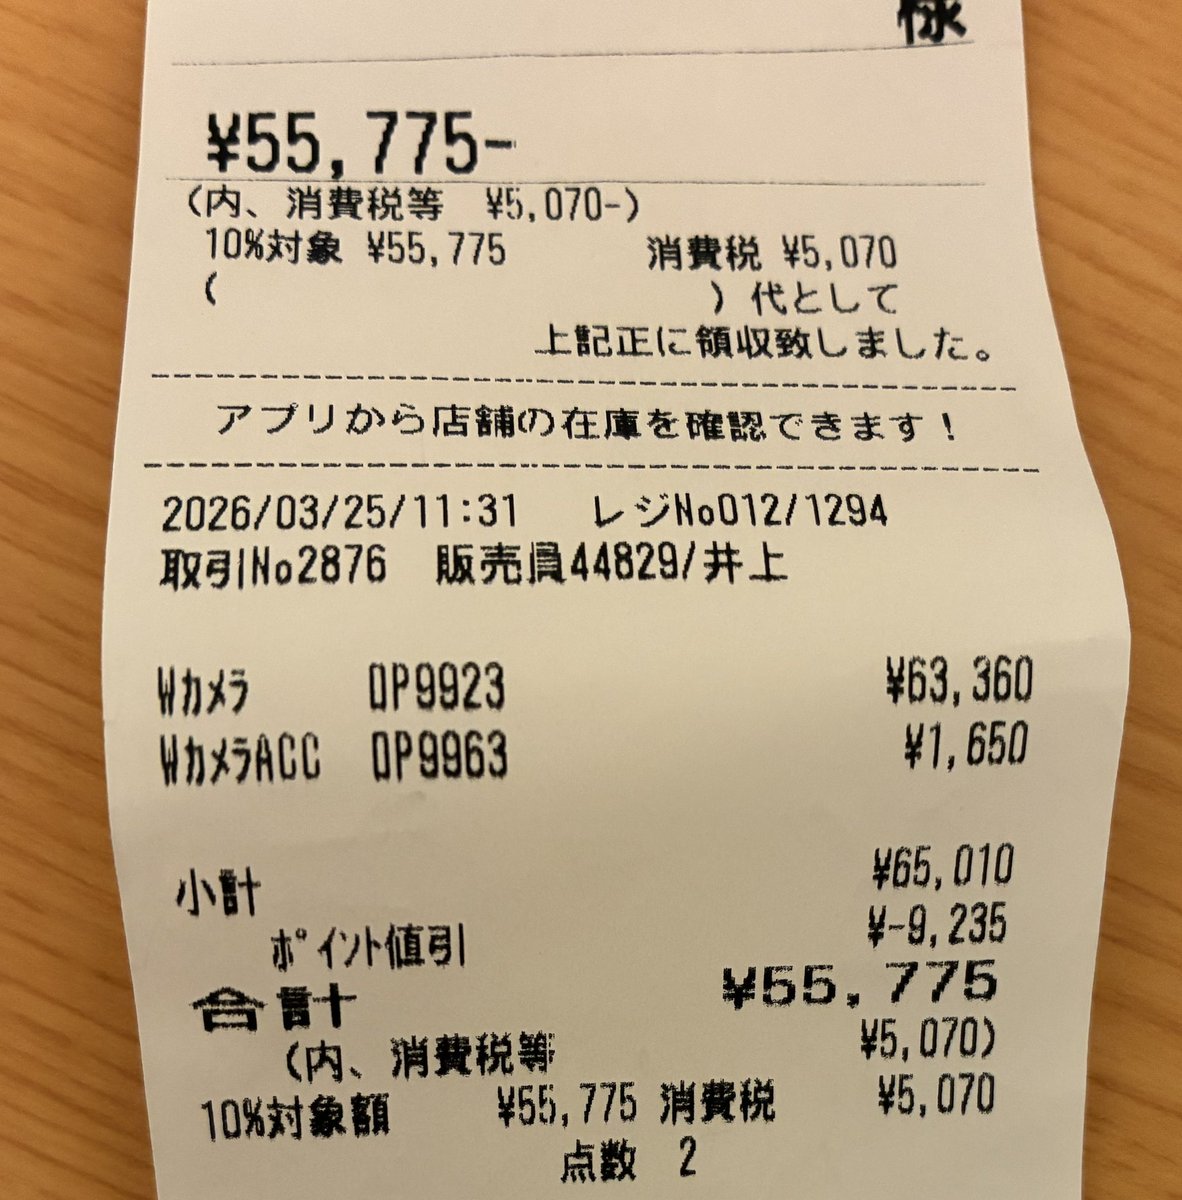 様
¥55,775-
(内、消費税等 ¥5,070-)
10%対象 ¥55,775 消費税 ¥5,070
( ) 代として
上記正に領収致しました。
アプリから店舗の在庫を確認できます!
2026/03/25/11:31 レジNo012/1294
取引No2876 販売員44829/井上
Wカメラ OP9923 ¥63,360
WカメラACC OP9963 ¥1,650
小計 ¥65,010
ポイント値引 ¥-9,235
合計 ¥55,775
(内、消費税等 ¥5,070)
10%対象額 ¥55,775 消費税 ¥5,070
点数 2